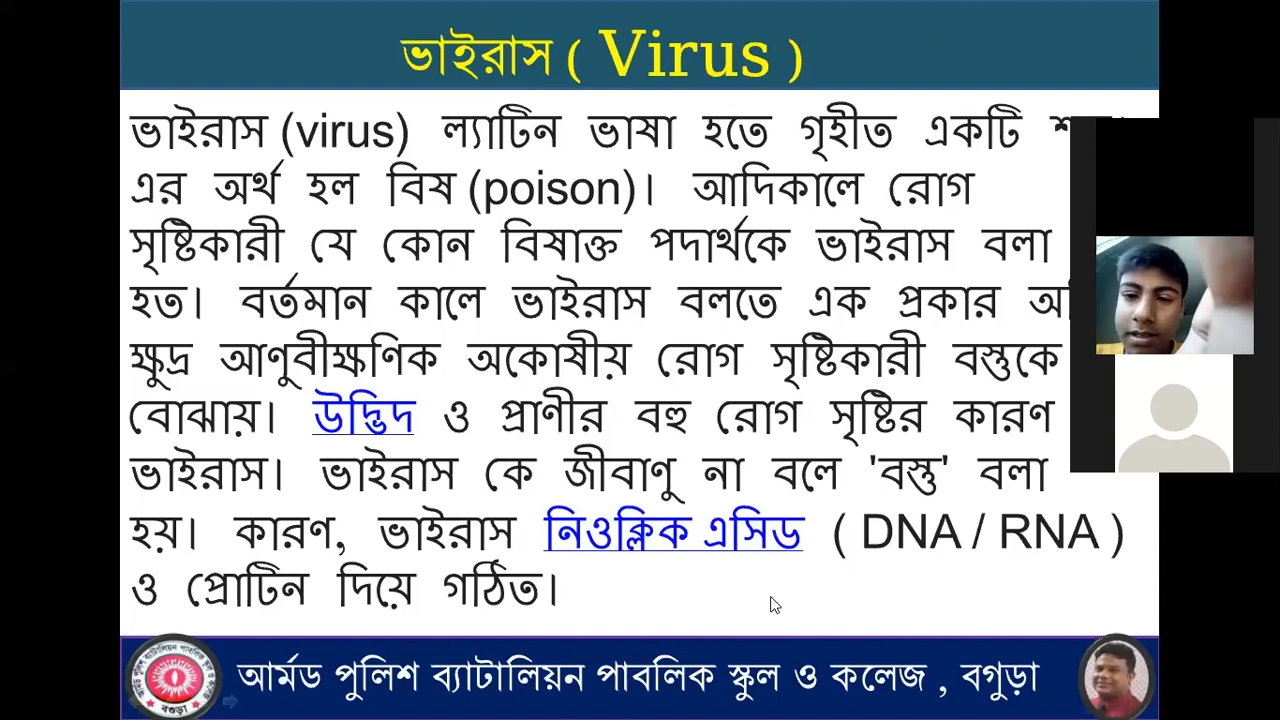 ভাইরাস ( Virus )
ভাইরাস (virus) ল্যাটিন ভাষা হতে গৃহীত একটি
এর অর্থ হল বিষ (poison)। আদিকালে রোগ
সৃষ্টিকারী যে কোন বিষাক্ত পদার্থকে ভাইরাস বলা
হত। বর্তমান কালে ভাইরাস বলতে এক প্রকার
ক্ষুদ্র আণুবীক্ষণিক অকোষীয় রোগ সৃষ্টিকারী বস্তুকে
বোঝায়। উদ্ভিদ ও প্রাণীর বহু রোগ সৃষ্টির কারণ
ভাইরাস। ভাইরাস কে জীবাণু না বলে 'বস্তু' বলা
হয়। কারণ, ভাইরাস নিওক্লিক এসিড ( DNA / RNA )
ও প্রোটিন দিয়ে গঠিত।
আর্মড পুলিশ ব্যাটালিয়ন পাবলিক স্কুল ও কলেজ , বগুড়া
বগুড়া